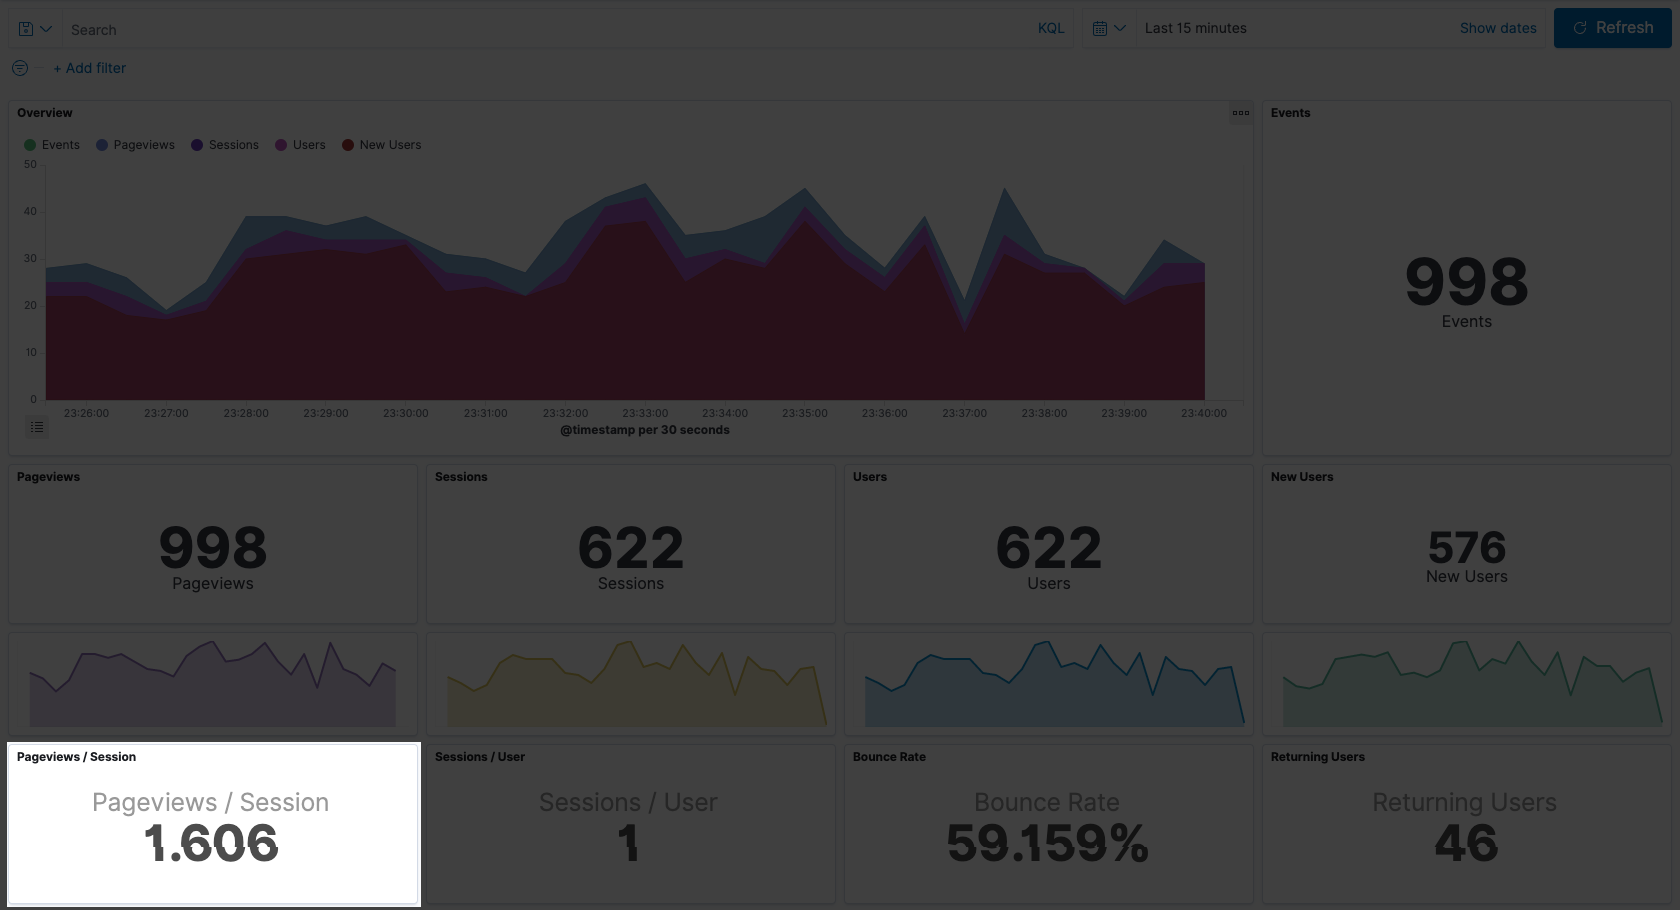 Search KQL Last 15 minutes Show dates Refresh
+ Add filter
Overview
Events Pageviews Sessions Users New Users
50
40
30
20
10
0
23:26:00 23:27:00 23:28:00 23:29:00 23:30:00 23:31:00 23:32:00 23:33:00 23:34:00 23:35:00 23:36:00 23:37:00 23:38:00 23:39:00 23:40:00
@timestamp per 30 seconds
Events
998
Events
Pageviews
998
Pageviews
Sessions
622
Sessions
Users
622
Users
New Users
576
New Users
Pageviews / Session
Pageviews / Session
1.606
Sessions / User
Sessions / User
1
Bounce Rate
Bounce Rate
59.159%
Returning Users
Returning Users
46